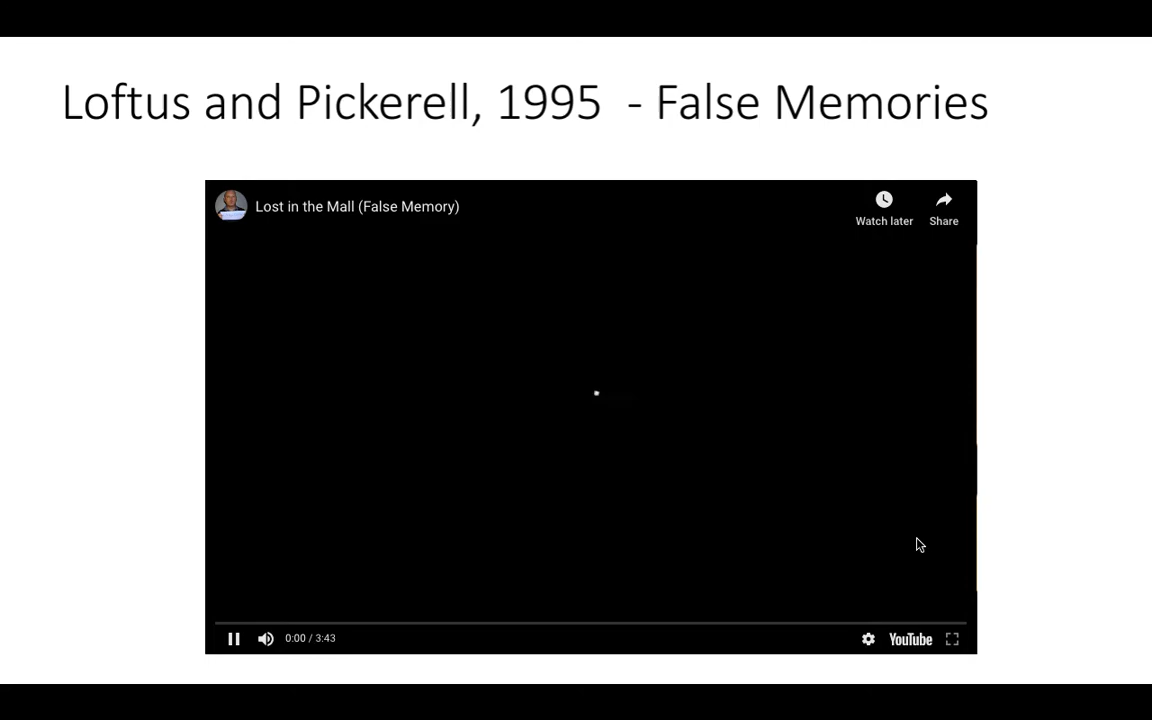 Loftus and Pickerell, 1995 - False Memories
Lost in the Mall (False Memory)
Watch later
Share
0:00 / 3:43
YouTube